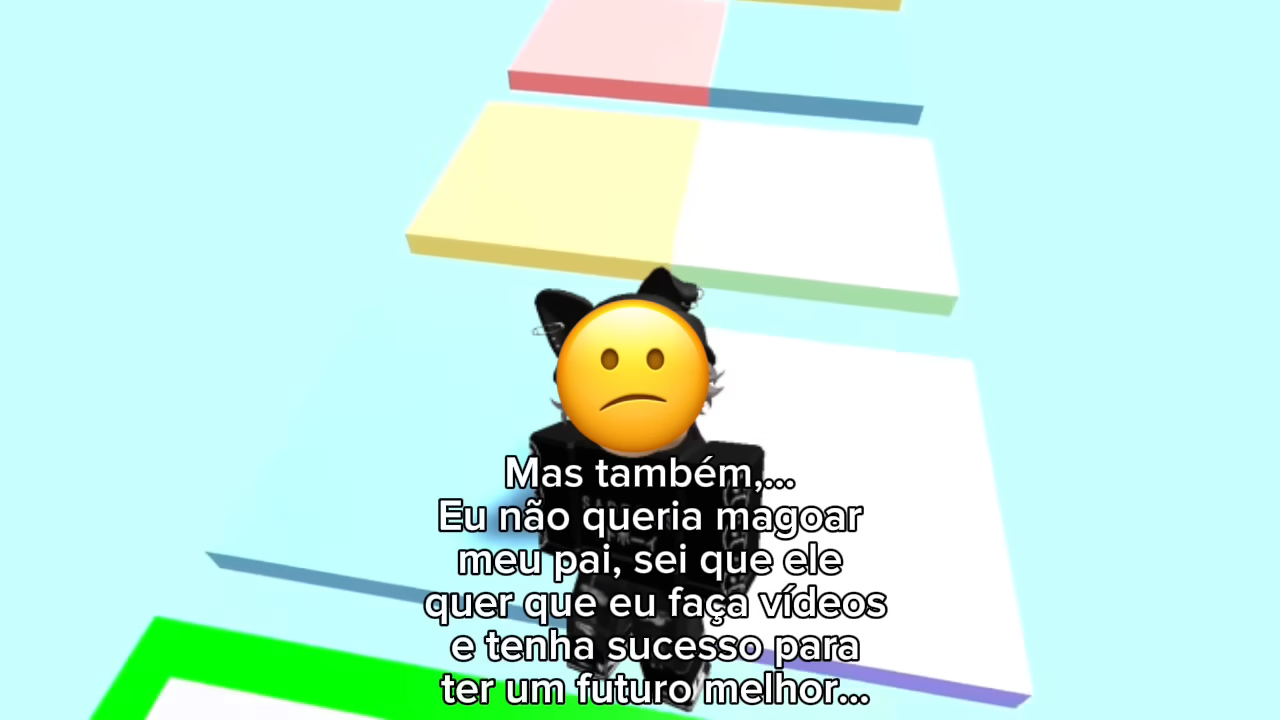 Mas também,...
Eu não queria magoar
meu pai, sei que ele
quer que eu faça vídeos
e tenha sucesso para
ter um futuro melhor...